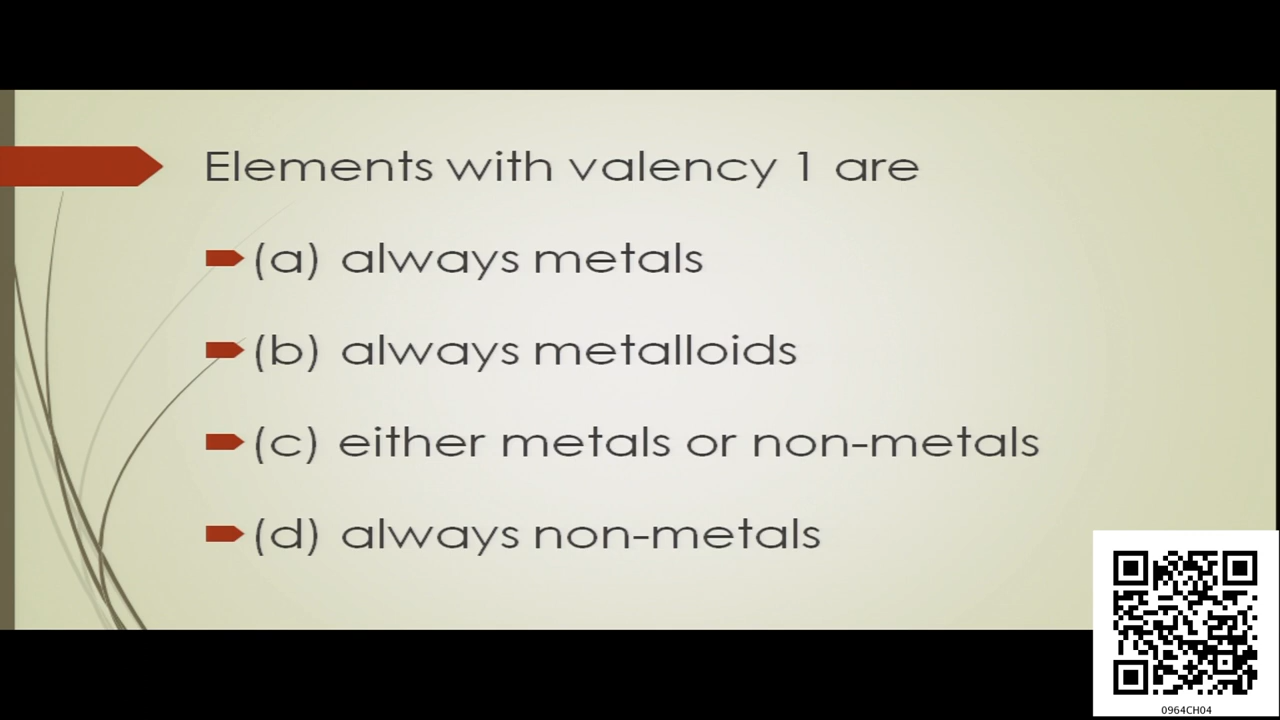 Elements with valency 1 are
(a) always metals
(b) always metalloids
(c) either metals or non-metals
(d) always non-metals
0964CH04